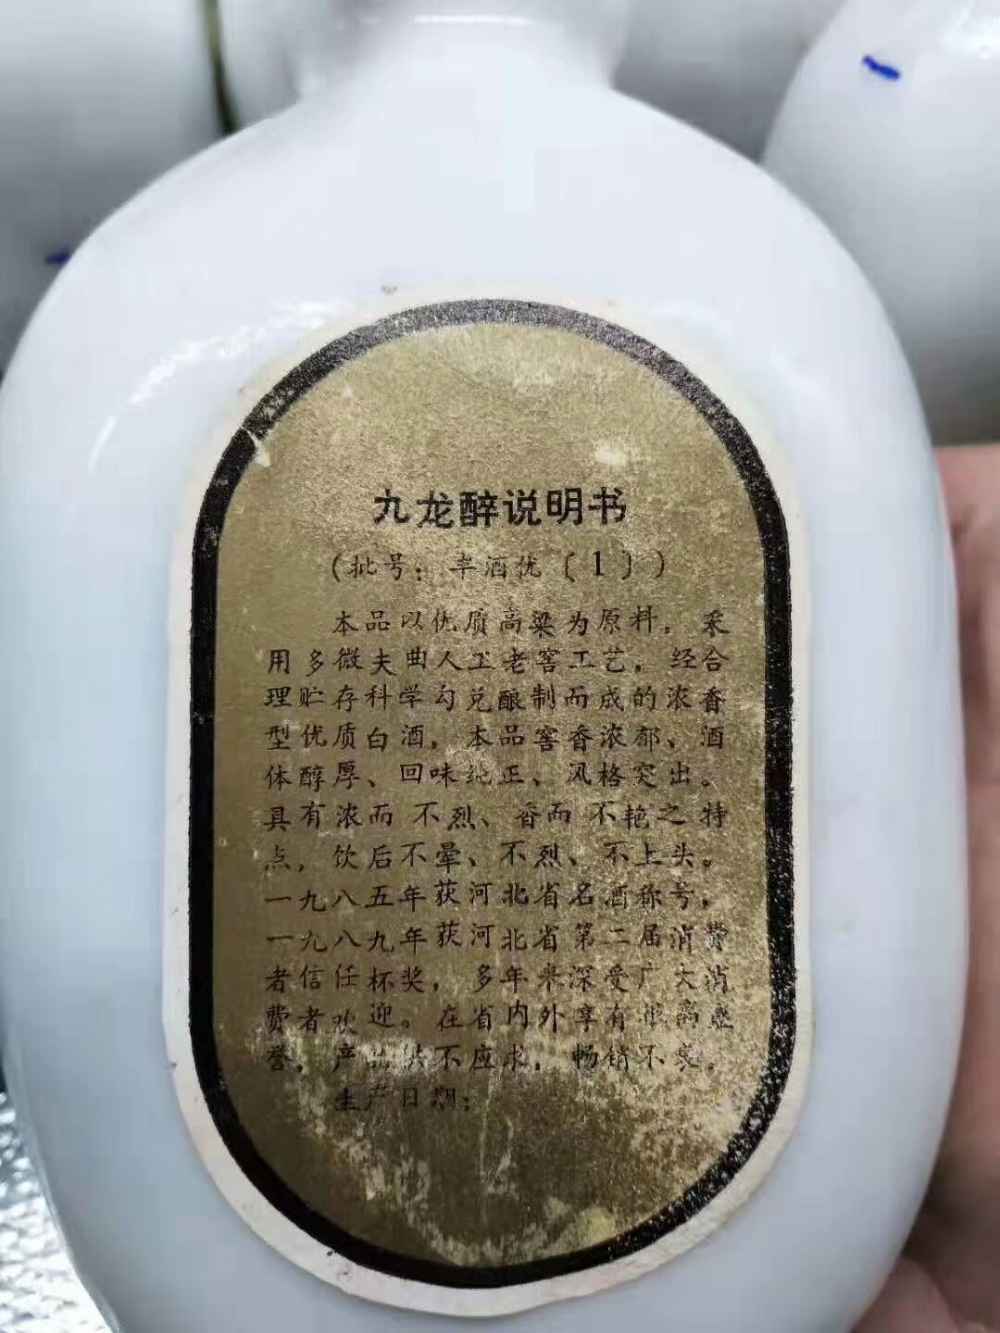 九龙醉说明书
(批号：丰酒优〔1〕)
本品以优质高粱为原料，采
用多微夫曲人工老窖工艺，经合
理贮存科学勾兑酿制而成的浓香
型优质白酒，本品窖香浓郁、酒
体醇厚、回味纯正、风格突出。
具有浓而不烈、香而不艳之特
点，饮后不晕、不烈、不上头。
一九八五年获河北省名酒称号，
一九八九年获河北省第二届消费
者信任杯奖，多年来深受广大消
费者欢迎。在省内外享有很高
誉，产品供不应求，畅销不衰。
生产日期：